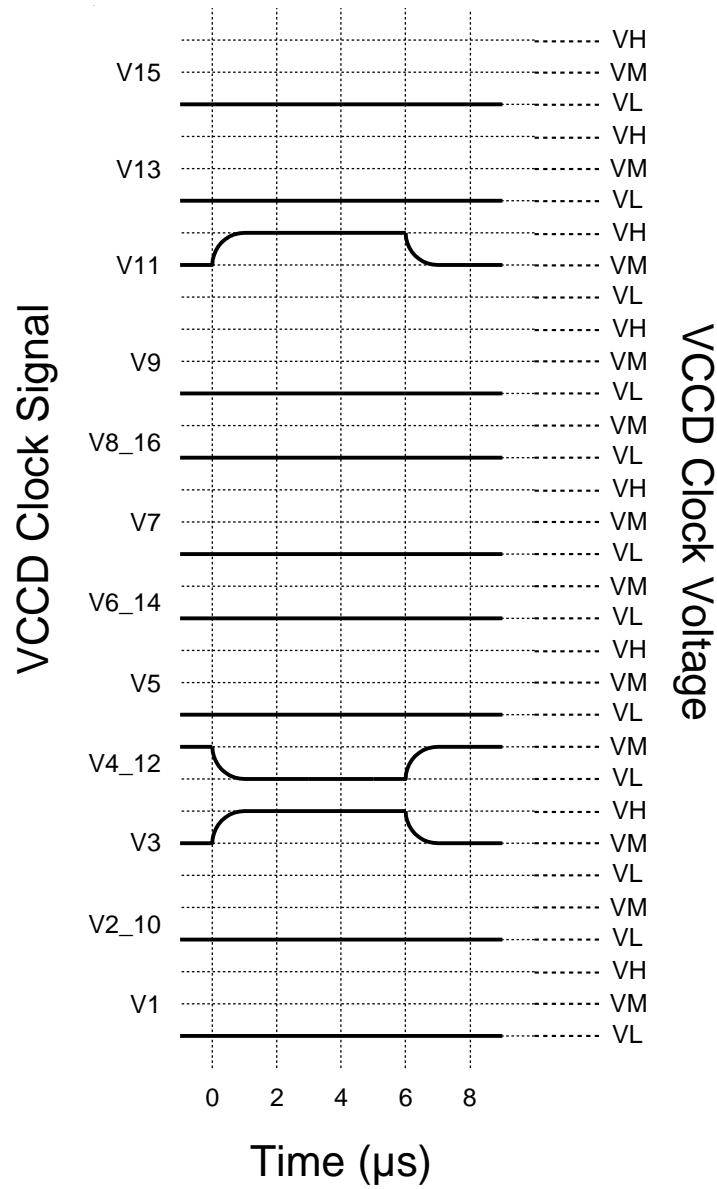 VH
V15 VM
VL
VH
V13 VM
VL
VH
V11 VM
VL
VH
V9 VM
VL
VM
V8_16
VL
VH
V7 VM
VL
VM
V6_14
VL
VH
V5 VM
VL
VM
V4_12
VL
VH
V3 VM
VL
VM
V2_10
VL
VH
V1 VM
VL
VCCD Clock Signal
VCCD Clock Voltage
0 2 4 6 8
Time (µs)